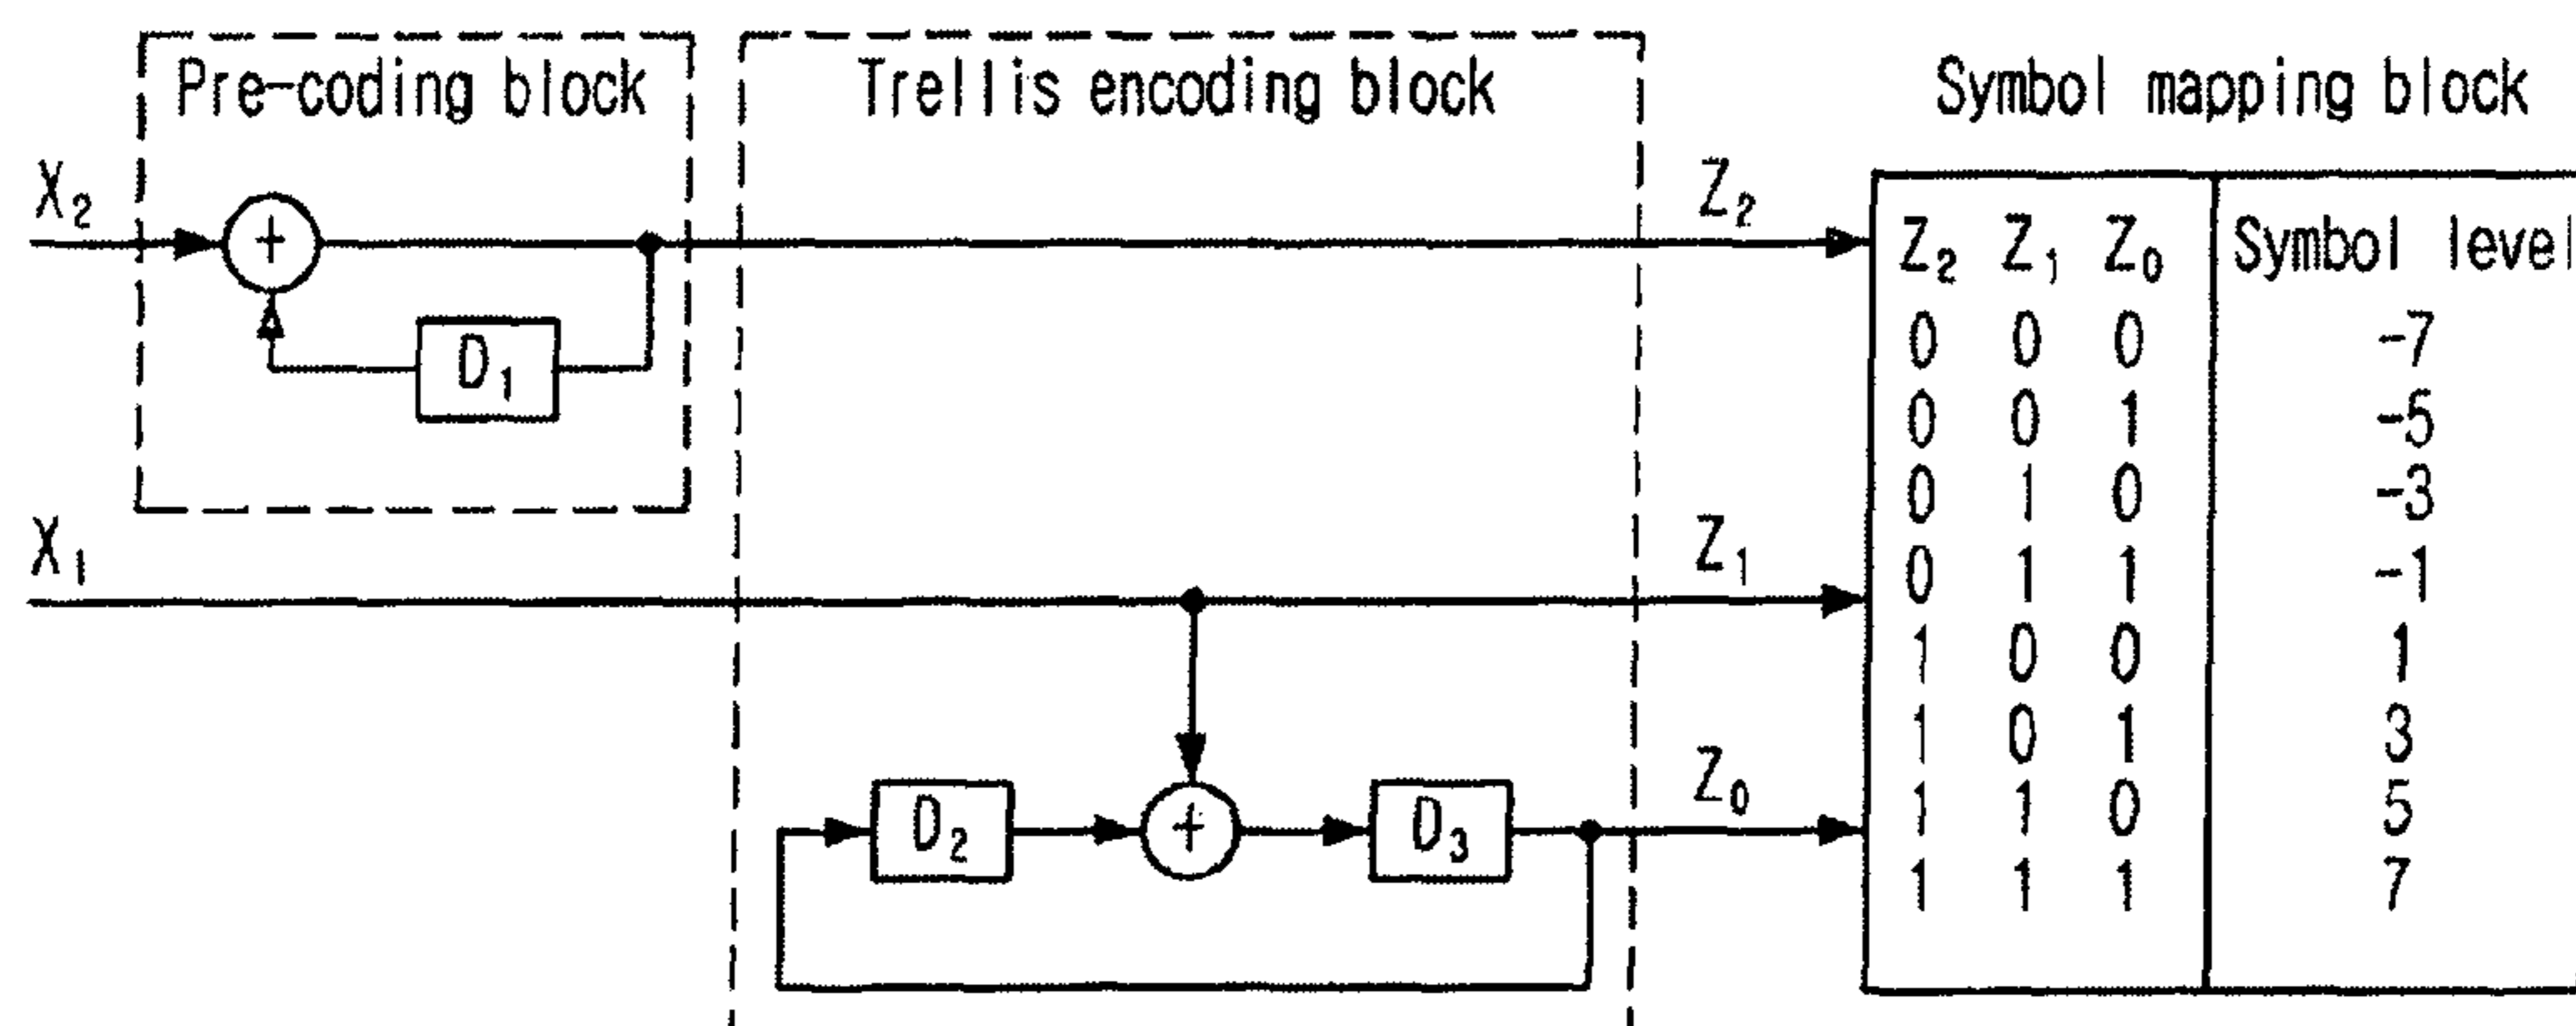 Pre-coding block
Trellis encoding block
Symbol mapping block
X₂
+
D₁
Z₂
X₁
Z₁
D₂
+
D₃
Z₀
Z₂ Z₁ Z₀ Symbol level
0 0 0 -7
0 0 1 -5
0 1 0 -3
0 1 1 -1
1 0 0 1
1 0 1 3
1 1 0 5
1 1 1 7